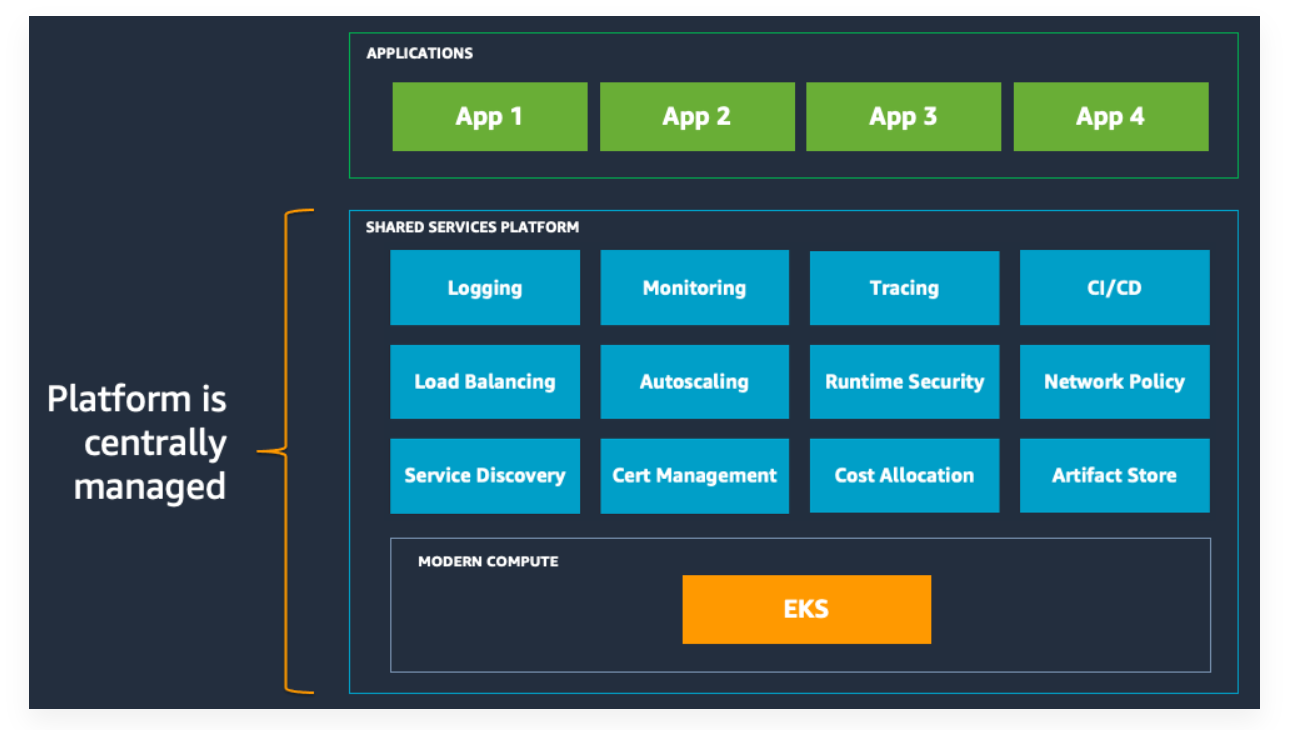 APPLICATIONS
App 1
App 2
App 3
App 4
SHARED SERVICES PLATFORM
Logging
Monitoring
Tracing
CI/CD
Load Balancing
Autoscaling
Runtime Security
Network Policy
Service Discovery
Cert Management
Cost Allocation
Artifact Store
MODERN COMPUTE
EKS
Platform is
centrally
managed